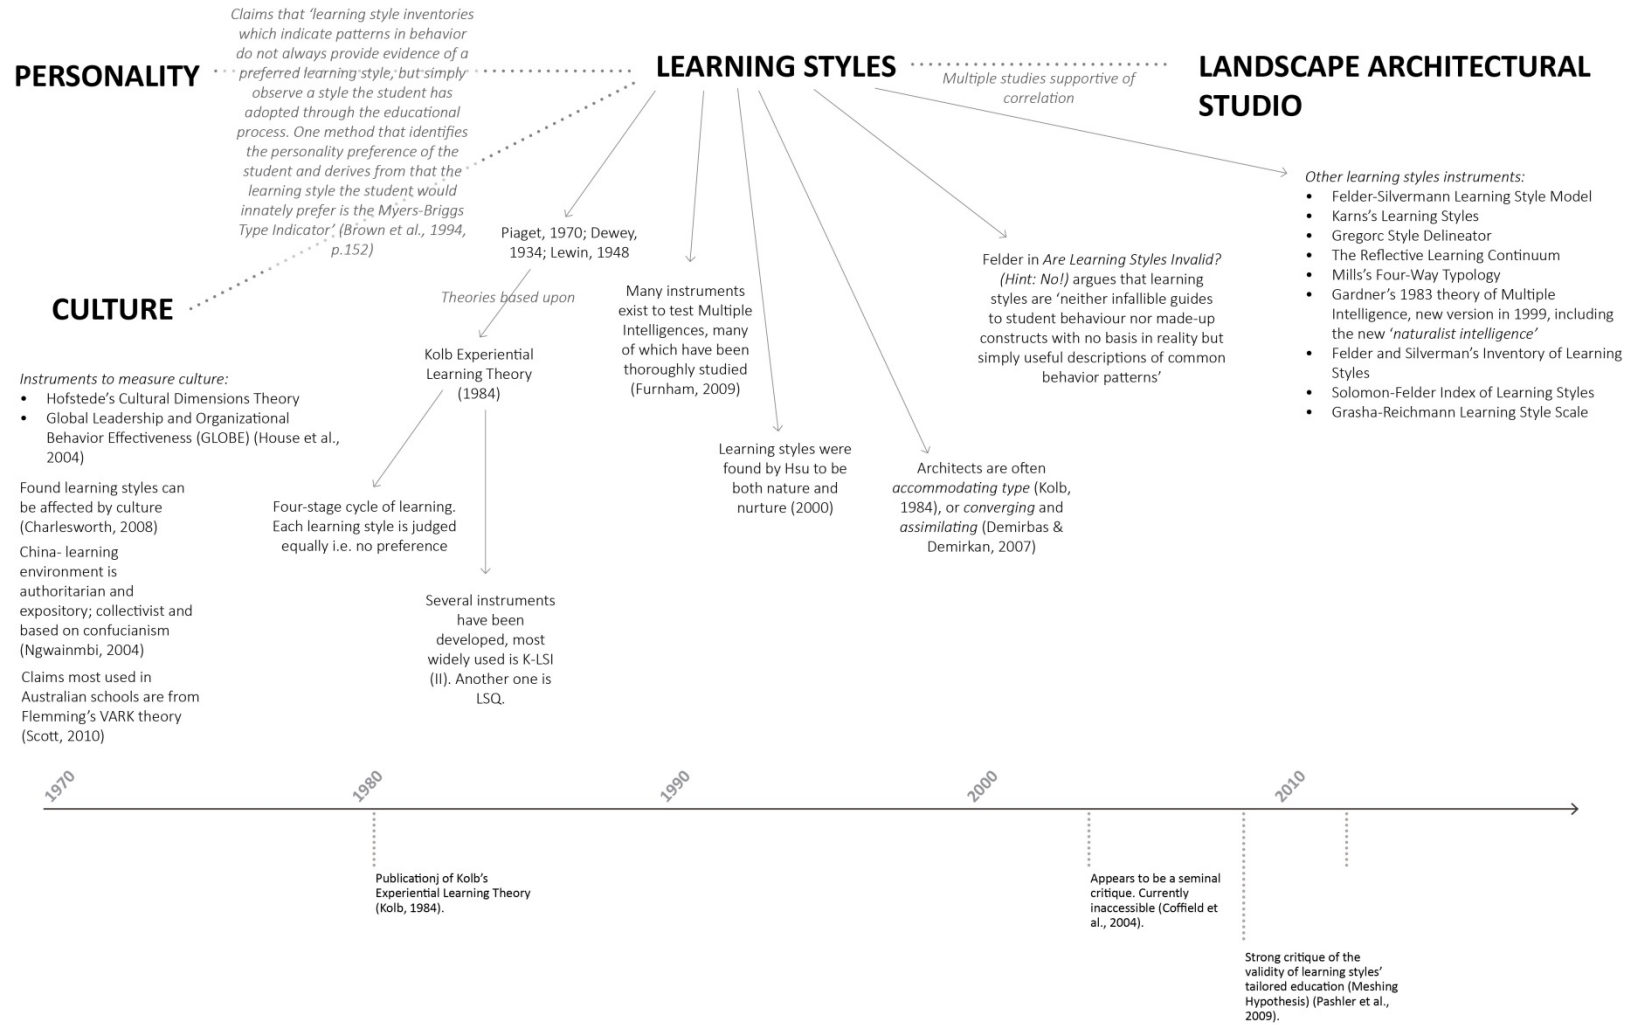 Claims that ‘learning style inventories
which indicate patterns in behavior
do not always provide evidence of a
preferred learning style, but simply
observe a style the student has
adopted through the educational
process. One method that identifies
the personality preference of the
student and derives from that the
learning style the student would
innately prefer is the Myers-Briggs
Type Indicator’ (Brown et al., 1994,
p.152)
PERSONALITY
LEARNING STYLES
Multiple studies supportive of
correlation
LANDSCAPE ARCHITECTURAL
STUDIO
Other learning styles instruments:
• Felder-Silvermann Learning Style Model
• Karns’s Learning Styles
• Gregorc Style Delineator
• The Reflective Learning Continuum
• Mills’s Four-Way Typology
• Gardner’s 1983 theory of Multiple
Intelligence, new version in 1999, including
the new ‘naturalist intelligence’
• Felder and Silverman’s Inventory of Learning
Styles
• Solomon-Felder Index of Learning Styles
• Grasha-Reichmann Learning Style Scale
Piaget, 1970; Dewey,
1934; Lewin, 1948
Theories based upon
Kolb Experiential
Learning Theory
(1984)
Many instruments
exist to test Multiple
Intelligences, many
of which have been
thoroughly studied
(Furnham, 2009)
Felder in Are Learning Styles Invalid?
(Hint: No!) argues that learning
styles are ‘neither infallible guides
to student behaviour nor made-up
constructs with no basis in reality but
simply useful descriptions of common
behavior patterns’
CULTURE
Instruments to measure culture:
• Hofstede’s Cultural Dimensions Theory
• Global Leadership and Organizational
Behavior Effectiveness (GLOBE) (House et al.,
2004)
Found learning styles can
be affected by culture
(Charlesworth, 2008)
China- learning
environment is
authoritarian and
expository; collectivist and
based on confucianism
(Ngwainmbi, 2004)
Claims most used in
Australian schools are from
Flemming’s VARK theory
(Scott, 2010)
Four-stage cycle of learning.
Each learning style is judged
equally i.e. no preference
Several instruments
have been
developed, most
widely used is K-LSI
(II). Another one is
LSQ.
Learning styles were
found by Hsu to be
both nature and
nurture (2000)
Architects are often
accommodating type (Kolb,
1984), or converging and
assimilating (Demirbas &
Demirkan, 2007)
1970
1980
1990
2000
2010
Publicationj of Kolb’s
Experiential Learning Theory
(Kolb, 1984).
Appears to be a seminal
critique. Currently
inaccessible (Coffield et
al., 2004).
Strong critique of the
validity of learning styles’
tailored education (Meshing
Hypothesis) (Pashler et al.,
2009).